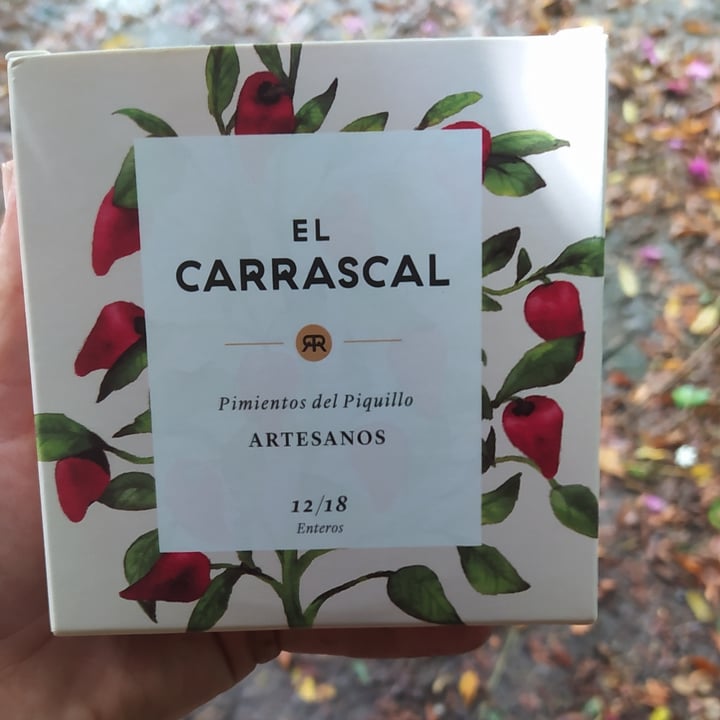 EL
CARRASCAL
RR
Pimientos del Piquillo
ARTESANOS
12/18
Enteros